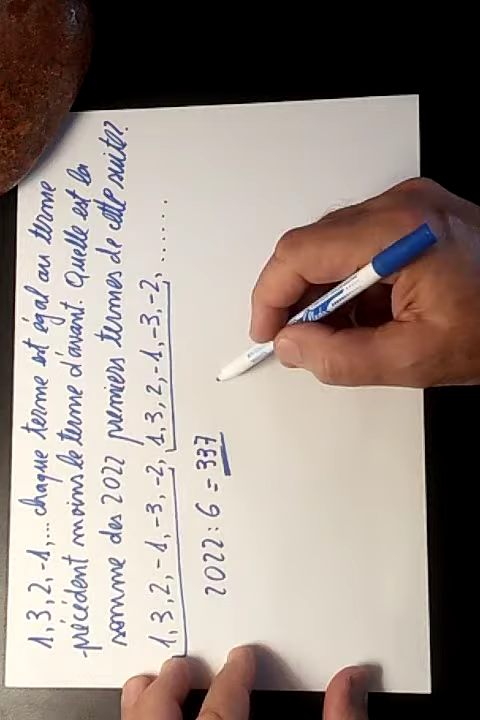 1, 3, 2, -1, ... chaque terme est égal au terme
précédent moins le terme d'avant. Quelle est la
somme des 2022 premiers termes de cette suite?
1, 3, 2, -1, -3, -2, 1, 3, 2, -1, -3, -2, ......
2022 : 6 = 337